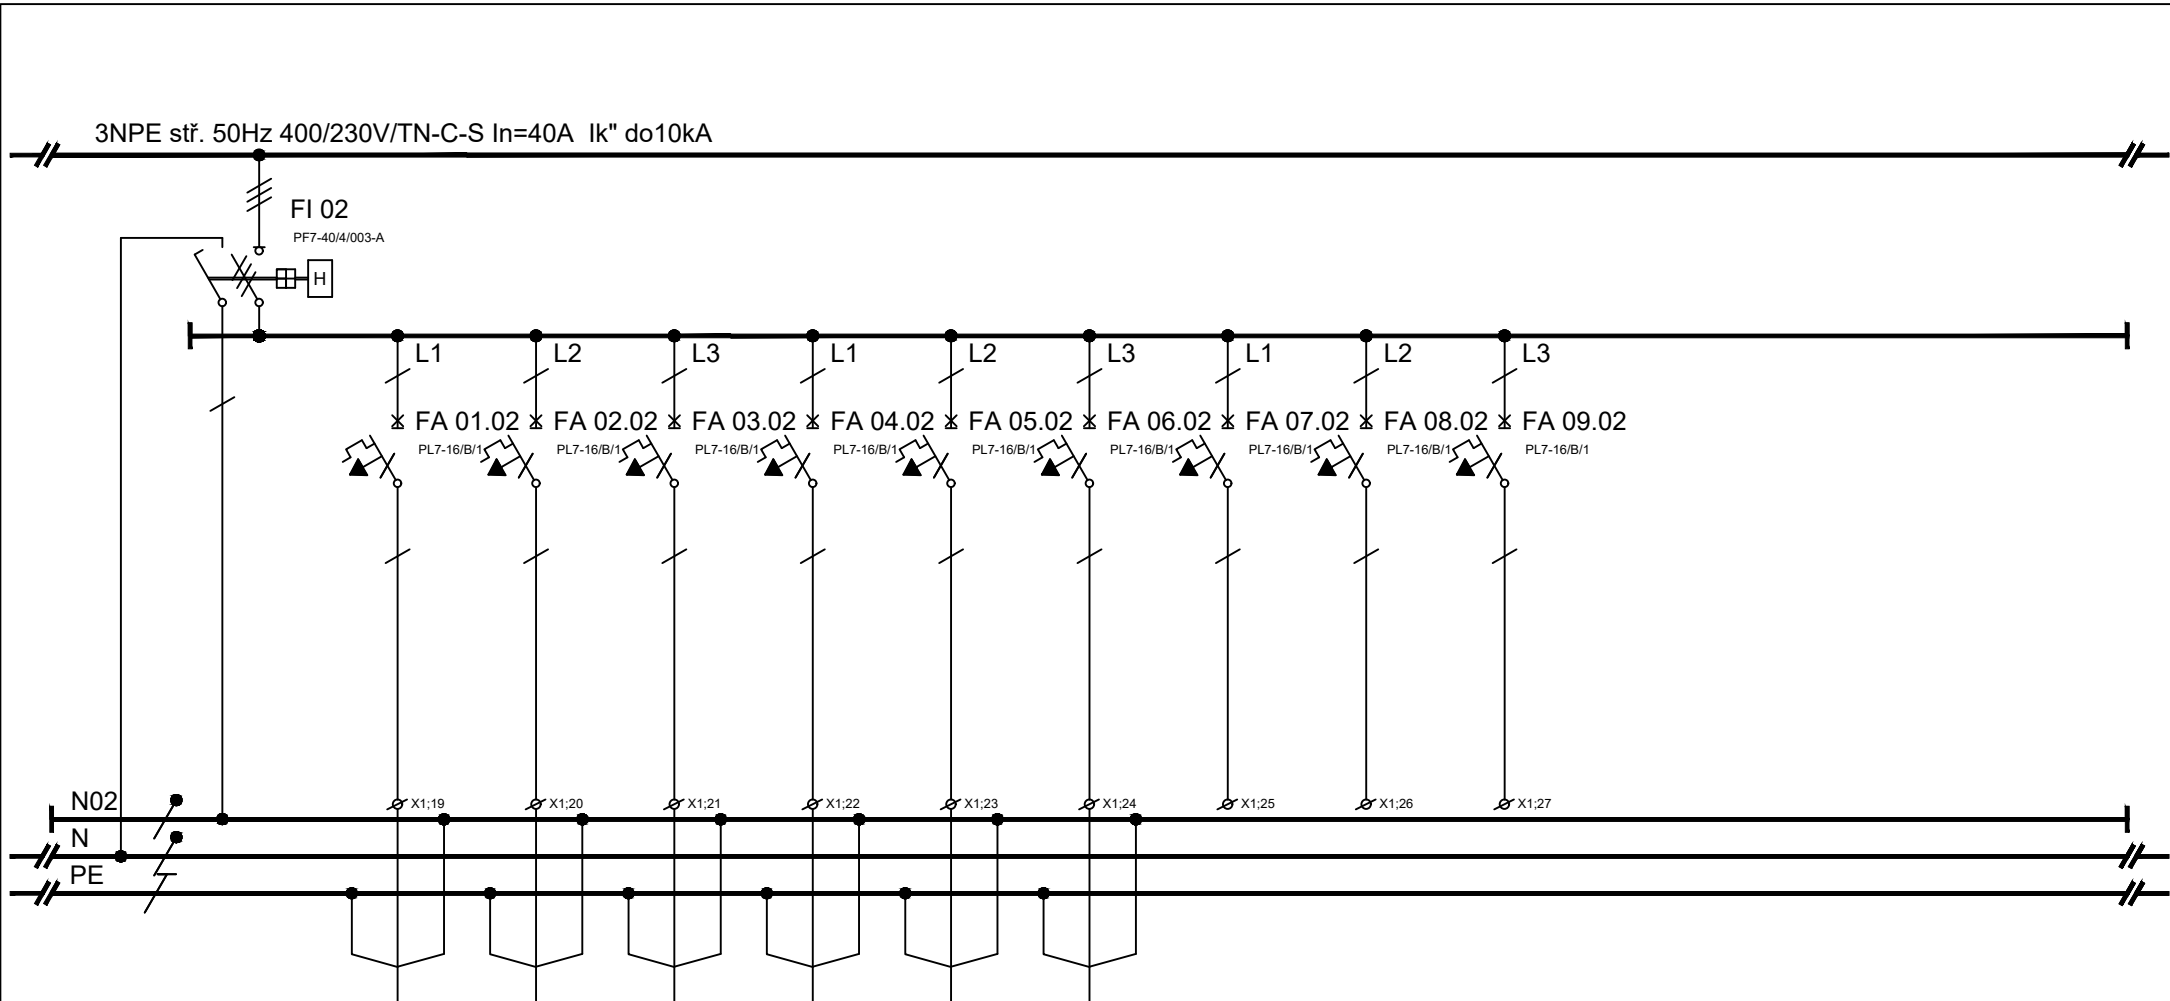 3NPE stř. 50Hz 400/230V/TN-C-S In=40A Ik" do10kA
FI 02
PF7-40/4/003-A
H
L1 L2 L3 L1 L2 L3 L1 L2 L3
FA 01.02 FA 02.02 FA 03.02 FA 04.02 FA 05.02 FA 06.02 FA 07.02 FA 08.02 FA 09.02
PL7-16/B/1 PL7-16/B/1 PL7-16/B/1 PL7-16/B/1 PL7-16/B/1 PL7-16/B/1 PL7-16/B/1 PL7-16/B/1 PL7-16/B/1
N02 X1;19 X1;20 X1;21 X1;22 X1;23 X1;24 X1;25 X1;26 X1;27
N
PE